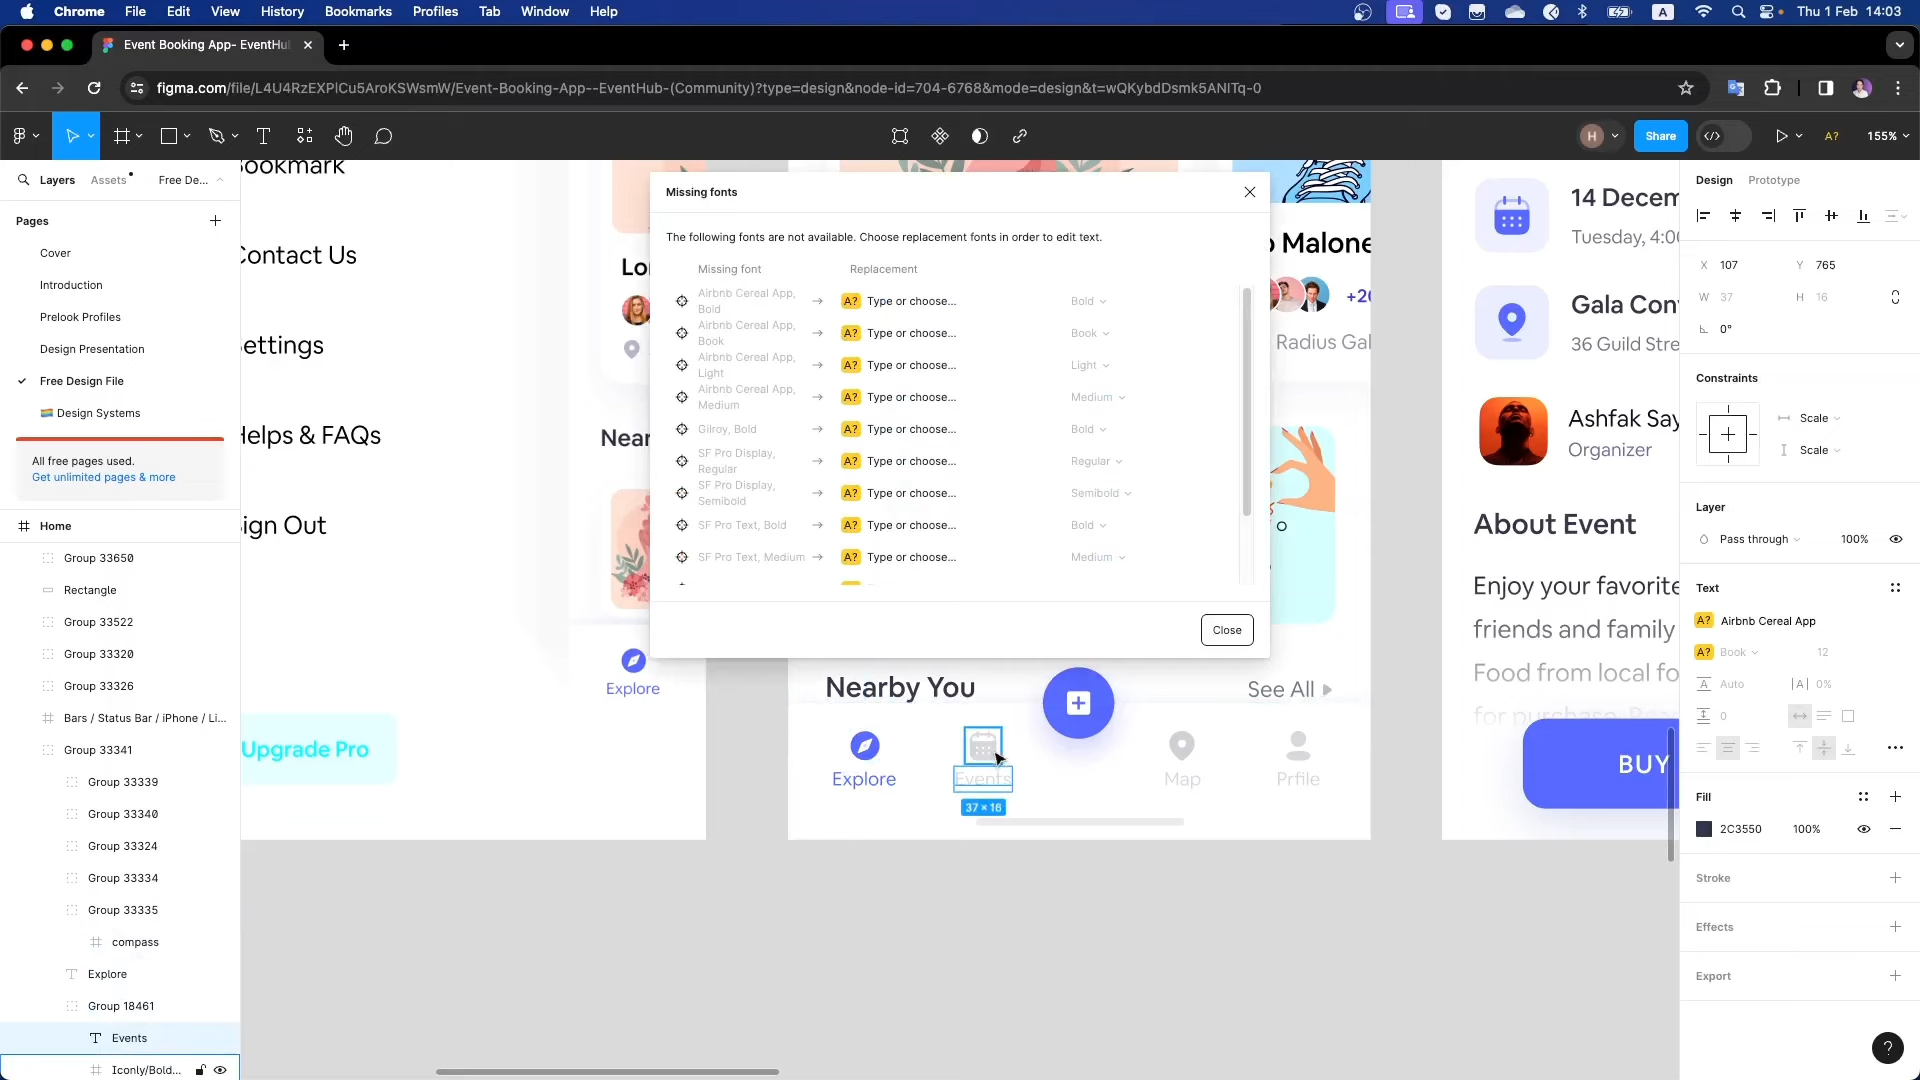 Chrome File Edit View History Bookmarks Profiles Tab Window Help
A Thu 1 Feb 14:03
Event Booking App- EventHu
figma.com/file/L4U4RzEXPlCu5AroKSWsmW/Event-Booking-App--EventHub-(Community)?type=design&node-id=704-6768&mode=design&t=wQKybdDsmk5ANITq-0
H
Share
A?
155%
Layers
Assets
Free De...
Pages
Cover
Introduction
Prelook Profiles
Design Presentation
Free Design File
Design Systems
All free pages used.
Get unlimited pages & more
Home
Group 33650
Rectangle
Group 33522
Group 33320
Group 33326
Bars / Status Bar / iPhone / Li...
Group 33341
Group 33339
Group 33340
Group 33324
Group 33334
Group 33335
compass
Explore
Group 18461
Events
Iconly/Bold...
ookmark
ontact Us
ettings
elps & FAQs
ign Out
Upgrade Pro
Lo
Near
Explore
Missing fonts
The following fonts are not available. Choose replacement fonts in order to edit text.
Missing font Replacement
Airbnb Cereal App, Bold → A? Type or choose... Bold
Airbnb Cereal App, Book → A? Type or choose... Book
Airbnb Cereal App, Light → A? Type or choose... Light
Airbnb Cereal App, Medium → A? Type or choose... Medium
Gilroy, Bold → A? Type or choose... Bold
SF Pro Display, Regular → A? Type or choose... Regular
SF Pro Display, Semibold → A? Type or choose... Semibold
SF Pro Text, Bold → A? Type or choose... Bold
SF Pro Text, Medium → A? Type or choose... Medium
Close
Malone
+20
Radius Gal
Nearby You
See All
Explore
Events
37 × 16
Map
Prfile
14 Decem
Tuesday, 4:00
Gala Con
36 Guild Stre
Ashfak Say
Organizer
About Event
Enjoy your favorite
friends and family
Food from local fo
for purchase.
BUY
Design
Prototype
X 107 Y 765
W 37 H 16
0°
Constraints
Scale
Scale
Layer
Pass through 100%
Text
A? Airbnb Cereal App
A? Book 12
A Auto |A| 0%
0
Fill
2C3550 100%
Stroke
Effects
Export
?